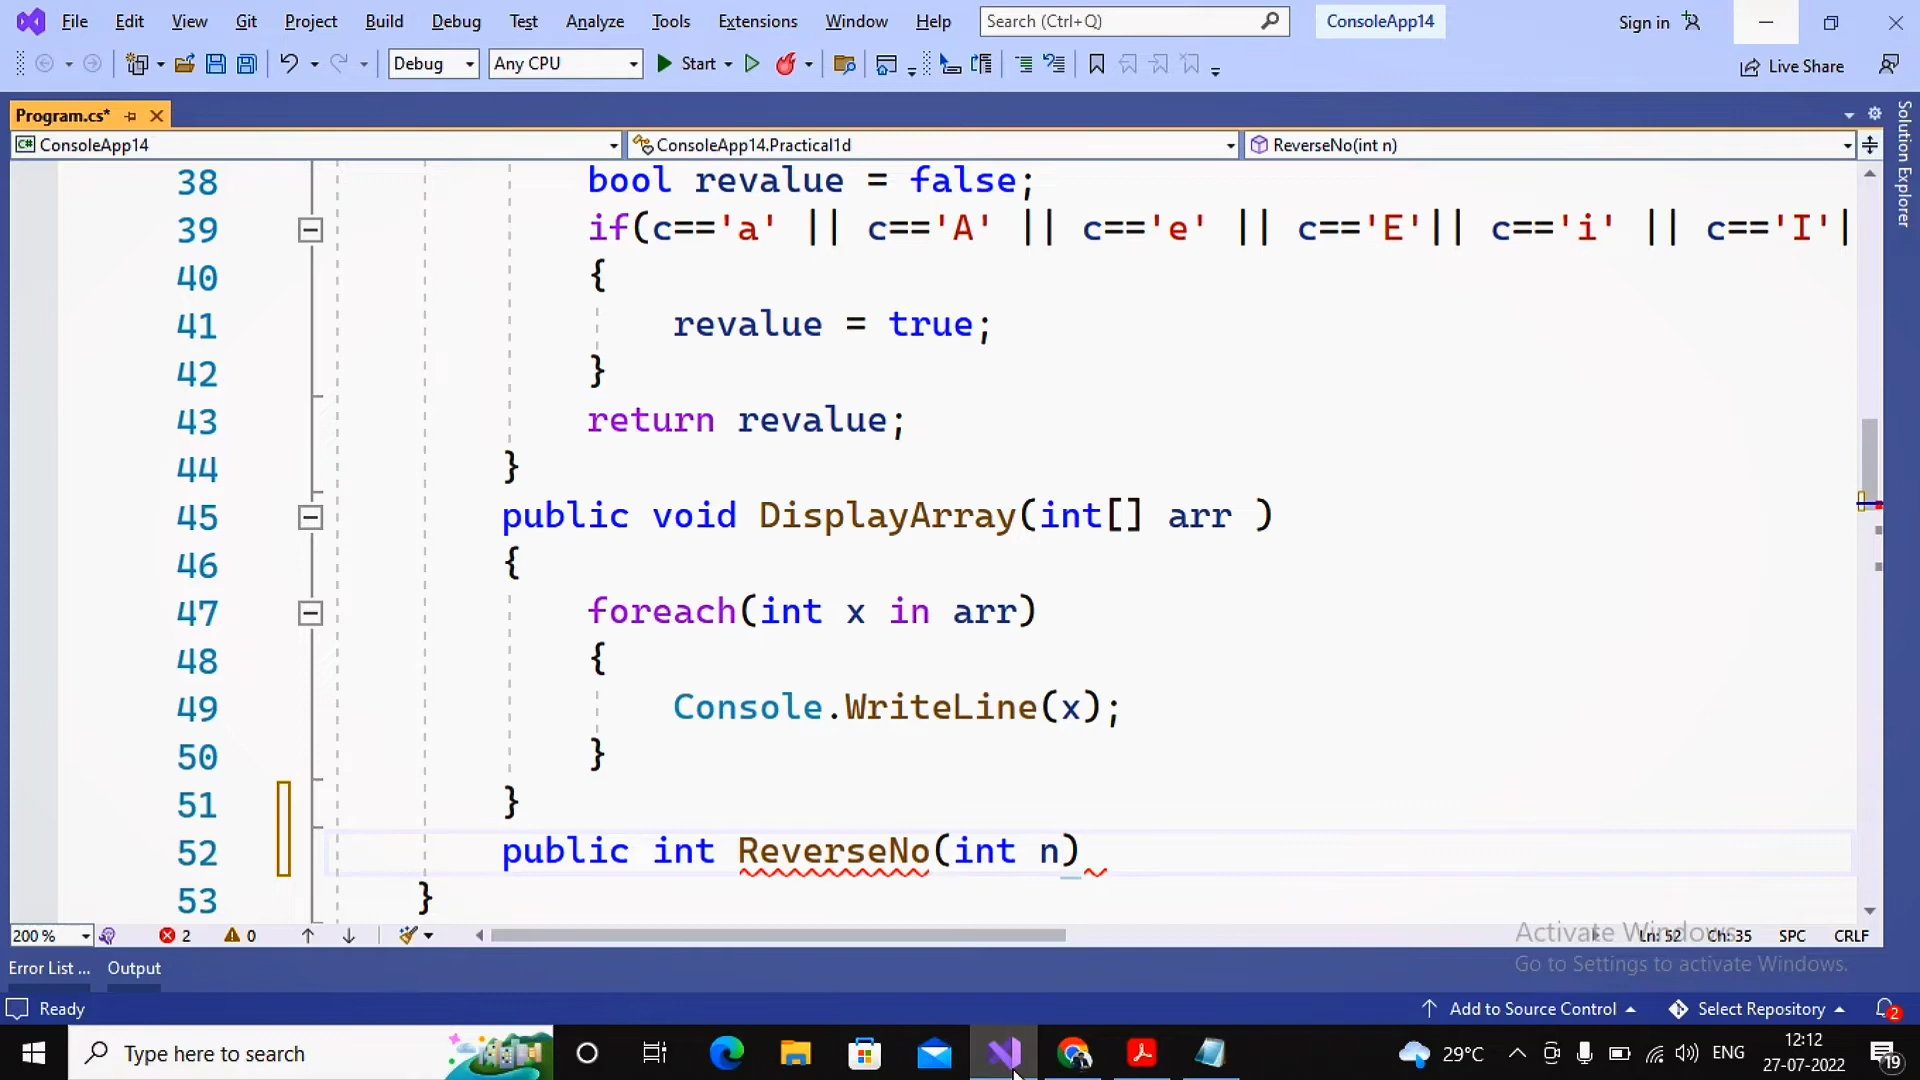 File Edit View Git Project Build Debug Test Analyze Tools Extensions Window Help Search (Ctrl+Q) ConsoleApp14 Sign in
Debug Any CPU Start Live Share
Program.cs*
ConsoleApp14 ConsoleApp14.Practical1d ReverseNo(int n)
Solution Explorer
38 bool revalue = false;
39 if(c=='a' || c=='A' || c=='e' || c=='E'|| c=='i' || c=='I'|
40 {
41 revalue = true;
42 }
43 return revalue;
44 }
45 public void DisplayArray(int[] arr )
46 {
47 foreach(int x in arr)
48 {
49 Console.WriteLine(x);
50 }
51 }
52 public int ReverseNo(int n)
53 }
200 % 2 0 Ln: 52 Ch: 35 SPC CRLF
Activate Windows
Go to Settings to activate Windows.
Error List ... Output
Ready Add to Source Control Select Repository 2
Type here to search 29°C ENG 12:12
27-07-2022 19